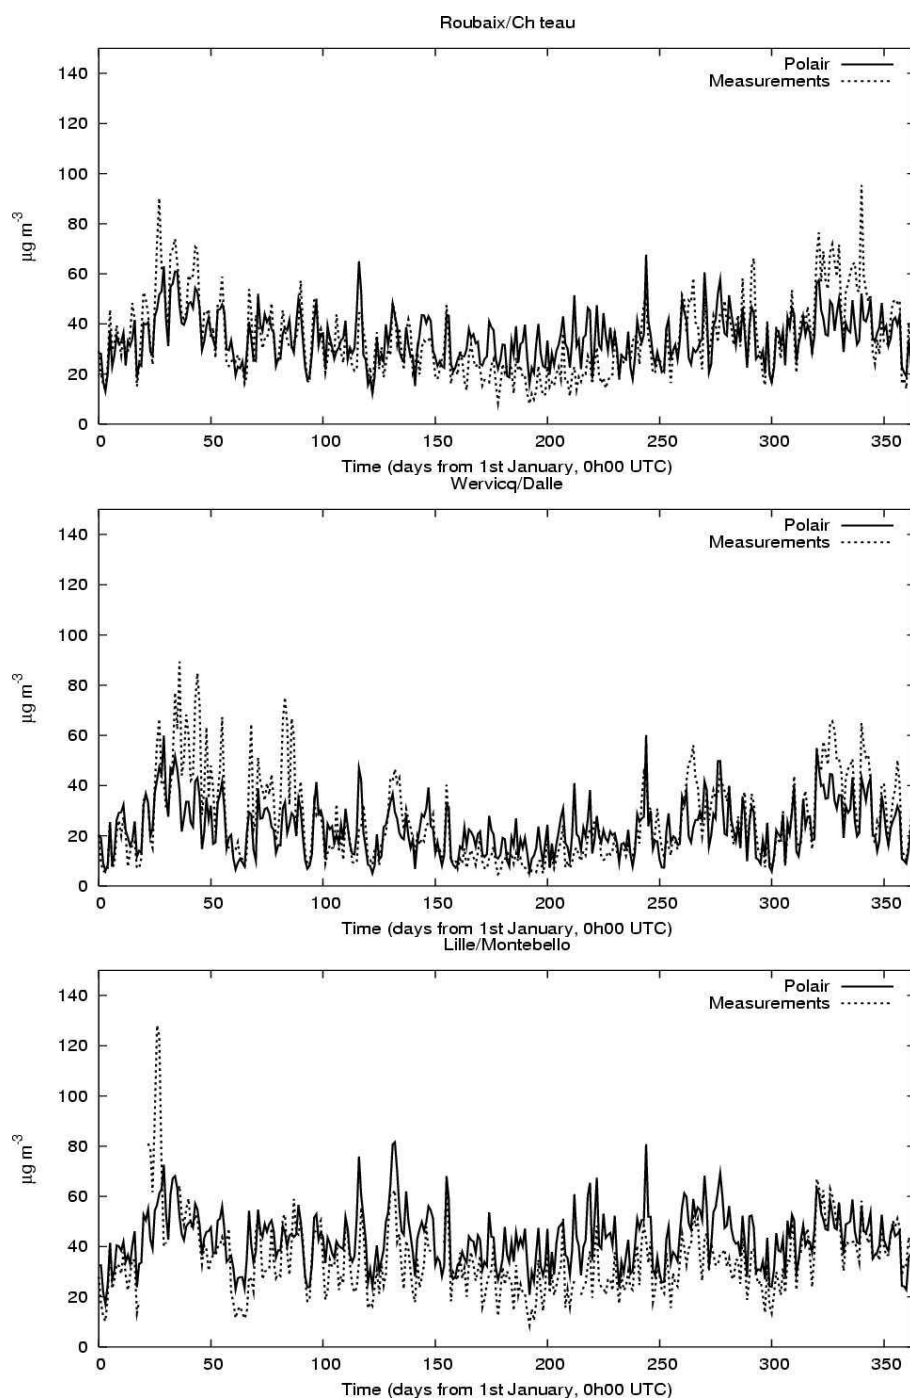 Roubaix/Ch teau
140
120
100
80
60
40
20
0
µg m-3
Polair
Measurements
0 50 100 150 200 250 300 350
Time (days from 1st January, 0h00 UTC)
Wervicq/Dalle
140
120
100
80
60
40
20
0
µg m-3
Polair
Measurements
0 50 100 150 200 250 300 350
Time (days from 1st January, 0h00 UTC)
Lille/Montebello
140
120
100
80
60
40
20
0
µg m-3
Polair
Measurements
0 50 100 150 200 250 300 350
Time (days from 1st January, 0h00 UTC)